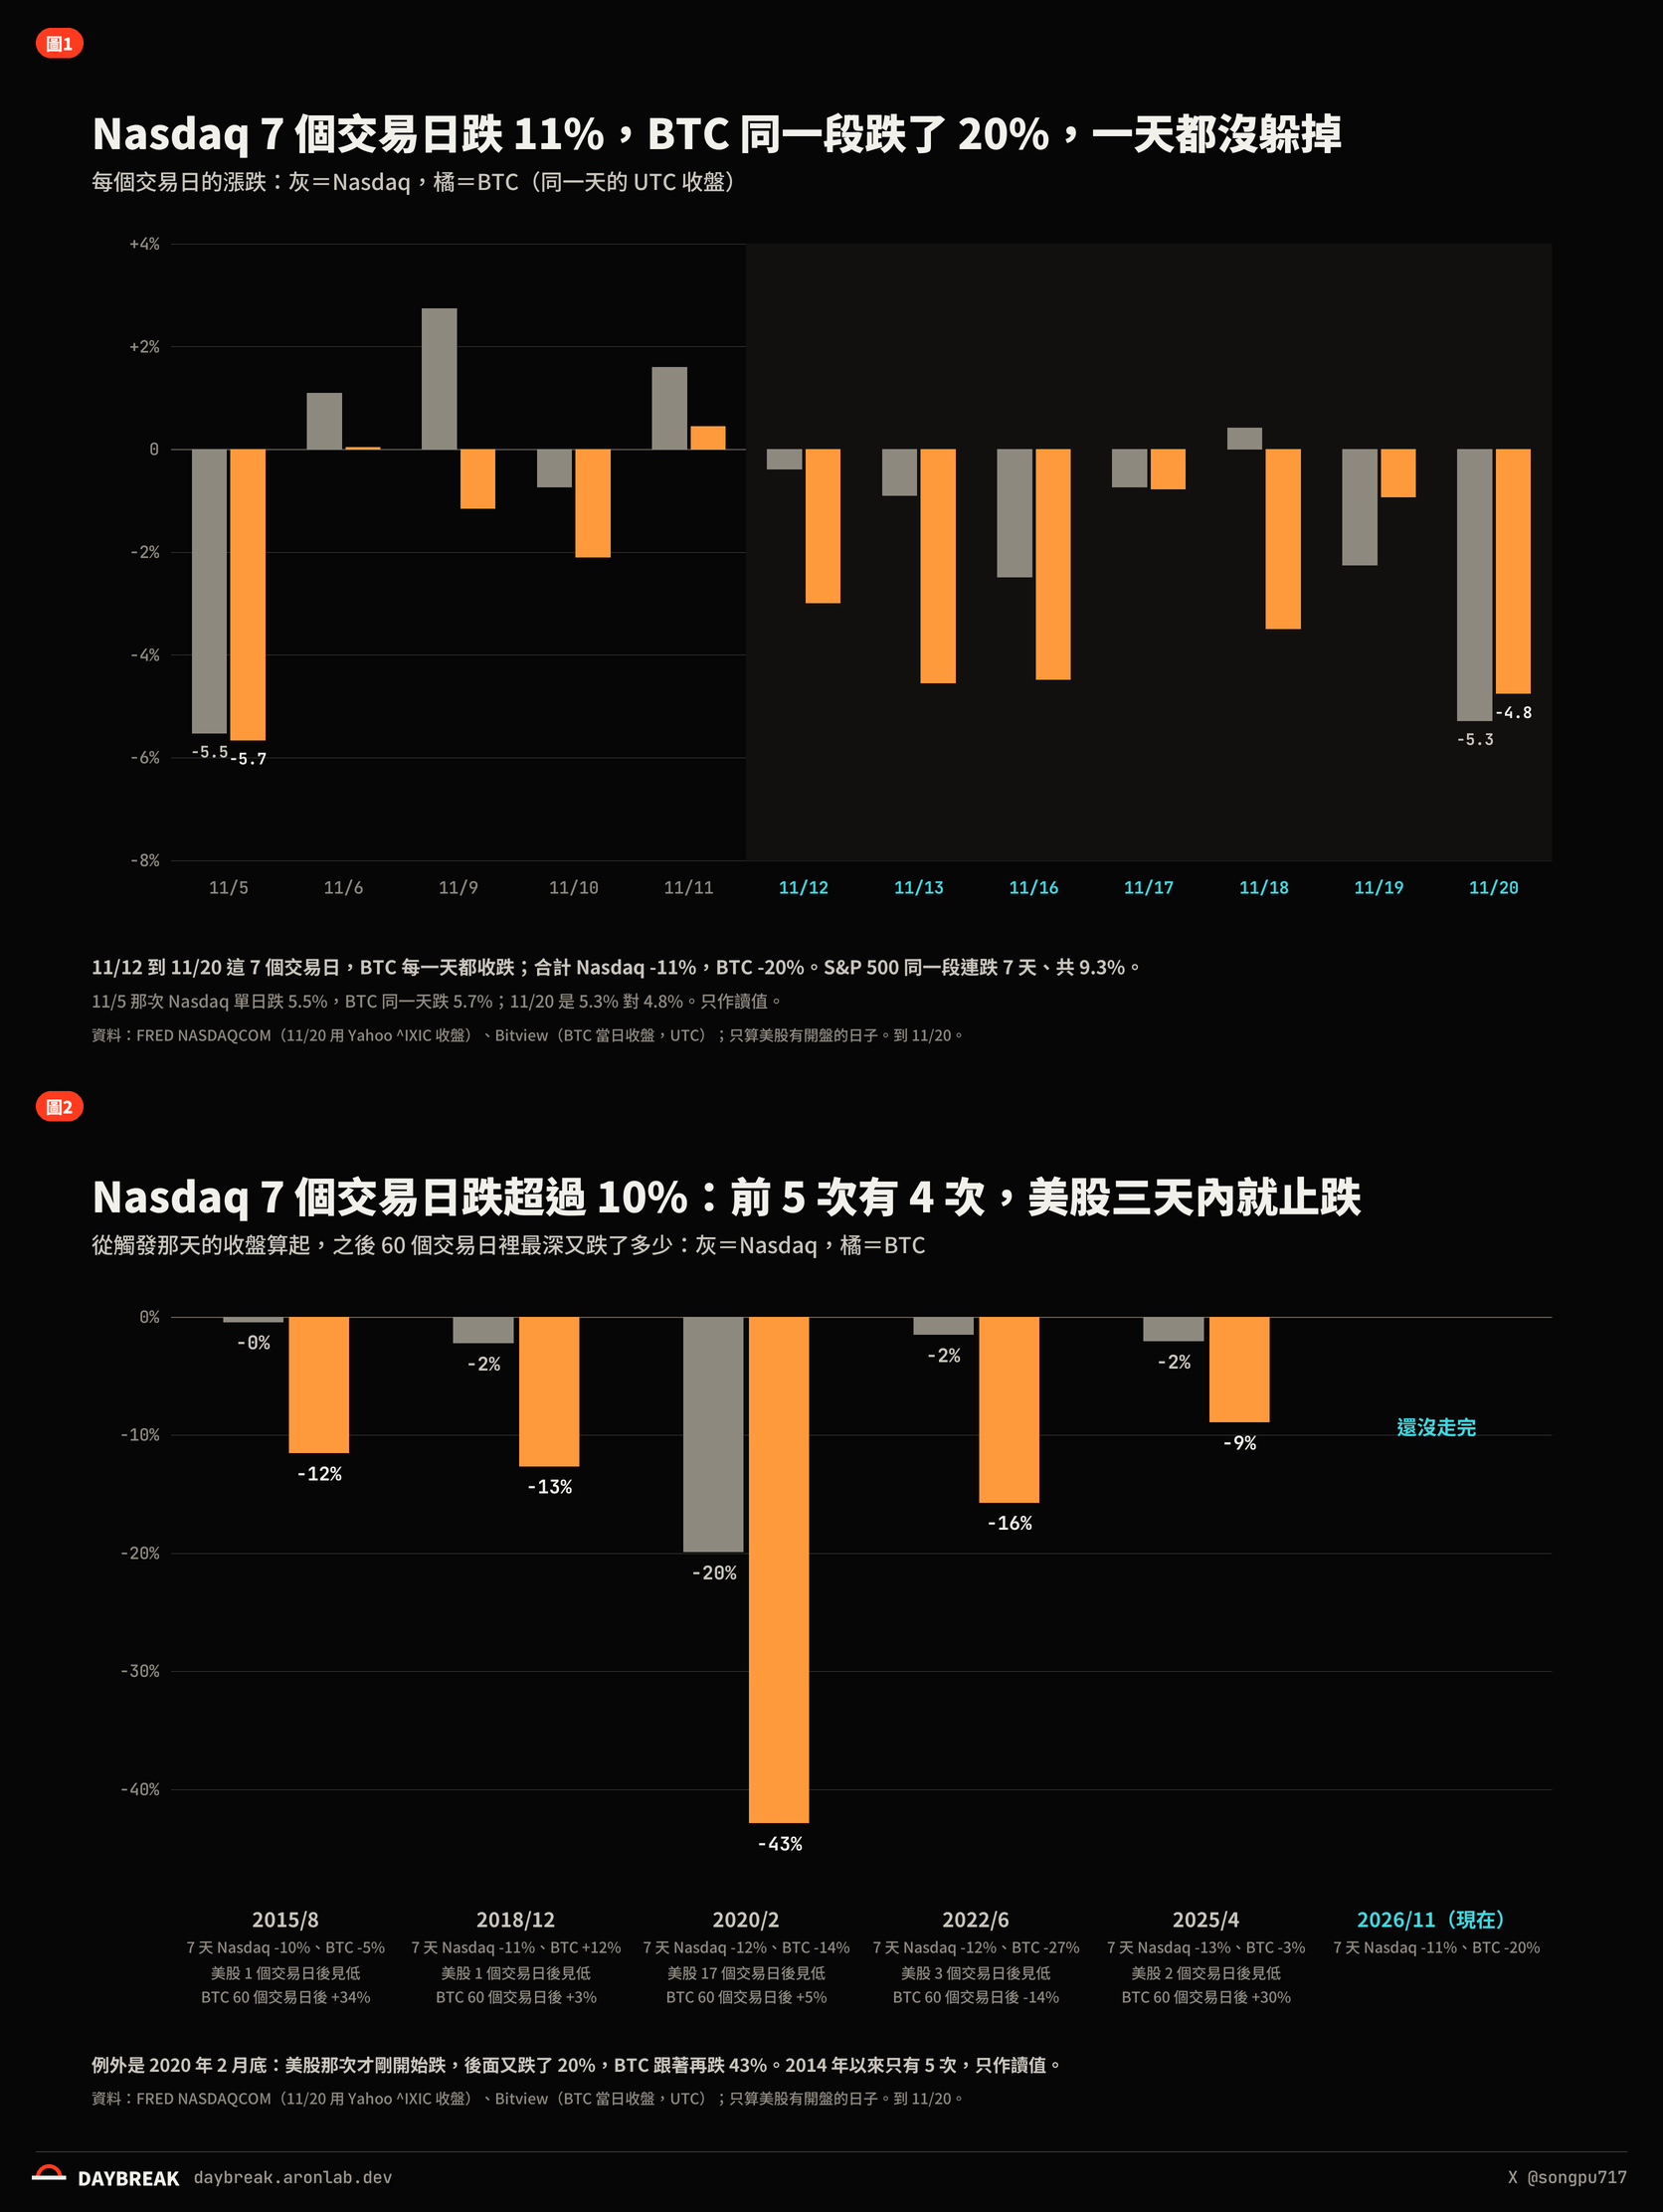 圖1
Nasdaq 7 個交易日跌 11%，BTC 同一段跌了 20%，一天都沒躲掉
每個交易日的漲跌：灰＝Nasdaq，橘＝BTC（同一天的 UTC 收盤）
+4%
+2%
0
-2%
-4%
-6%
-8%
-5.5
-5.7
-4.8
-5.3
11/5 11/6 11/9 11/10 11/11 11/12 11/13 11/16 11/17 11/18 11/19 11/20
11/12 到 11/20 這 7 個交易日，BTC 每一天都收跌；合計 Nasdaq -11%，BTC -20%。S&P 500 同一段連跌 7 天、共 9.3%。
11/5 那次 Nasdaq 單日跌 5.5%，BTC 同一天跌 5.7%；11/20 是 5.3% 對 4.8%。只作讀值。
資料：FRED NASDAQCOM（11/20 用 Yahoo ^IXIC 收盤）、Bitview（BTC 當日收盤，UTC）；只算美股有開盤的日子。到 11/20。
圖2
Nasdaq 7 個交易日跌超過 10%：前 5 次有 4 次，美股三天內就止跌
從觸發那天的收盤算起，之後 60 個交易日裡最深又跌了多少：灰＝Nasdaq，橘＝BTC
0%
-10%
-20%
-30%
-40%
-0%
-12%
-2%
-13%
-20%
-43%
-2%
-16%
-2%
-9%
還沒走完
2015/8 2018/12 2020/2 2022/6 2025/4 2026/11（現在）
7 天 Nasdaq -10%、BTC -5% 7 天 Nasdaq -11%、BTC +12% 7 天 Nasdaq -12%、BTC -14% 7 天 Nasdaq -12%、BTC -27% 7 天 Nasdaq -13%、BTC -3% 7 天 Nasdaq -11%、BTC -20%
美股 1 個交易日後見低 美股 1 個交易日後見低 美股 17 個交易日後見低 美股 3 個交易日後見低 美股 2 個交易日後見低
BTC 60 個交易日後 +34% BTC 60 個交易日後 +3% BTC 60 個交易日後 +5% BTC 60 個交易日後 -14% BTC 60 個交易日後 +30%
例外是 2020 年 2 月底：美股那次才剛開始跌，後面又跌了 20%，BTC 跟著再跌 43%。2014 年以來只有 5 次，只作讀值。
資料：FRED NASDAQCOM（11/20 用 Yahoo ^IXIC 收盤）、Bitview（BTC 當日收盤，UTC）；只算美股有開盤的日子。到 11/20。
DAYBREAK daybreak.aronlab.dev X @songpu717